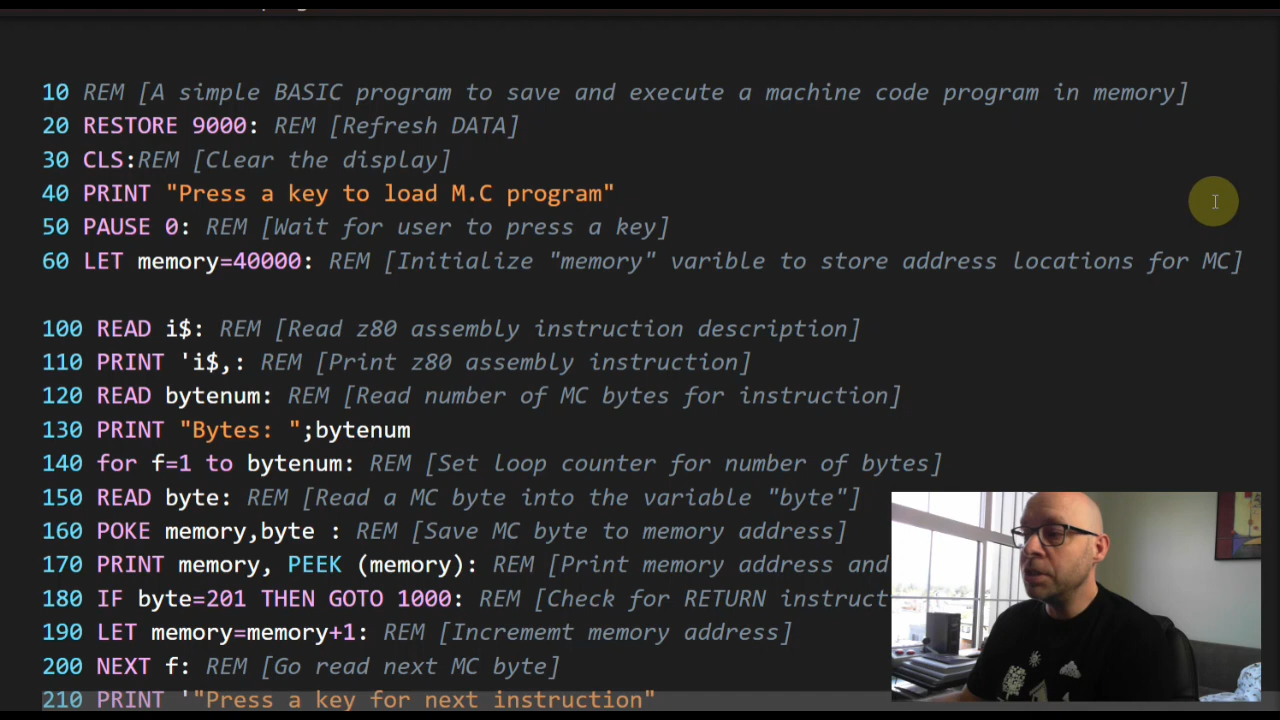 10 REM [A simple BASIC program to save and execute a machine code program in memory]
20 RESTORE 9000: REM [Refresh DATA]
30 CLS:REM [Clear the display]
40 PRINT "Press a key to load M.C program"
50 PAUSE 0: REM [Wait for user to press a key]
60 LET memory=40000: REM [Initialize "memory" varible to store address locations for MC]
100 READ i$: REM [Read z80 assembly instruction description]
110 PRINT 'i$,: REM [Print z80 assembly instruction]
120 READ bytenum: REM [Read number of MC bytes for instruction]
130 PRINT "Bytes: ";bytenum
140 for f=1 to bytenum: REM [Set loop counter for number of bytes]
150 READ byte: REM [Read a MC byte into the variable "byte"]
160 POKE memory,byte : REM [Save MC byte to memory address]
170 PRINT memory, PEEK (memory): REM [Print memory address and
180 IF byte=201 THEN GOTO 1000: REM [Check for RETURN instruct
190 LET memory=memory+1: REM [Incrememt memory address]
200 NEXT f: REM [Go read next MC byte]
210 PRINT '"Press a key for next instruction"